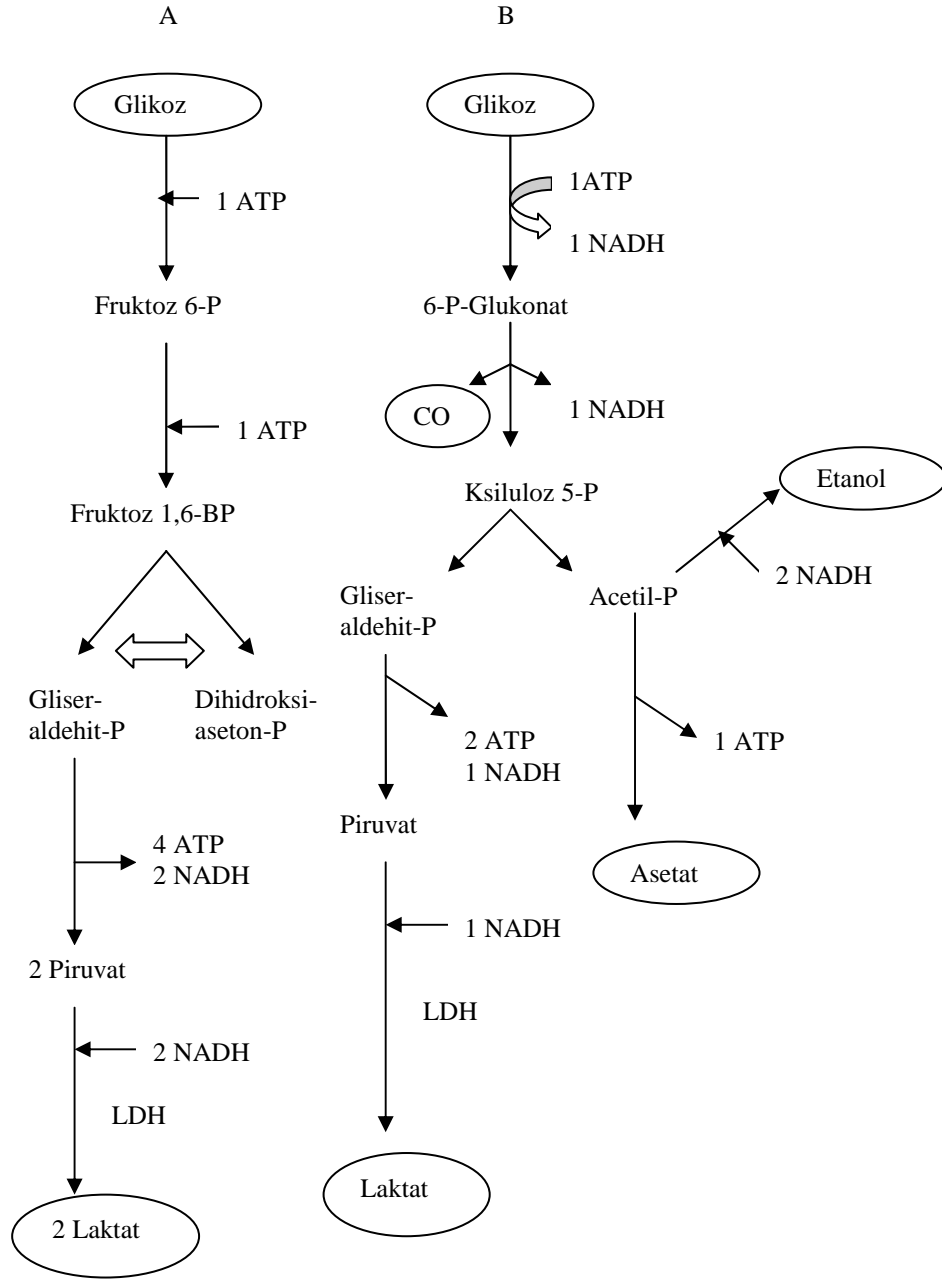 A
B
Glikoz
Glikoz
1 ATP
1ATP
1 NADH
Fruktoz 6-P
6-P-Glukonat
1 ATP
CO
1 NADH
Fruktoz 1,6-BP
Ksiluloz 5-P
Etanol
2 NADH
Gliser-
aldehit-P
Acetil-P
Gliser-
aldehit-P
Dihidroksi-
aseton-P
2 ATP
1 NADH
1 ATP
Piruvat
4 ATP
2 NADH
Asetat
1 NADH
2 Piruvat
LDH
2 NADH
LDH
Laktat
2 Laktat